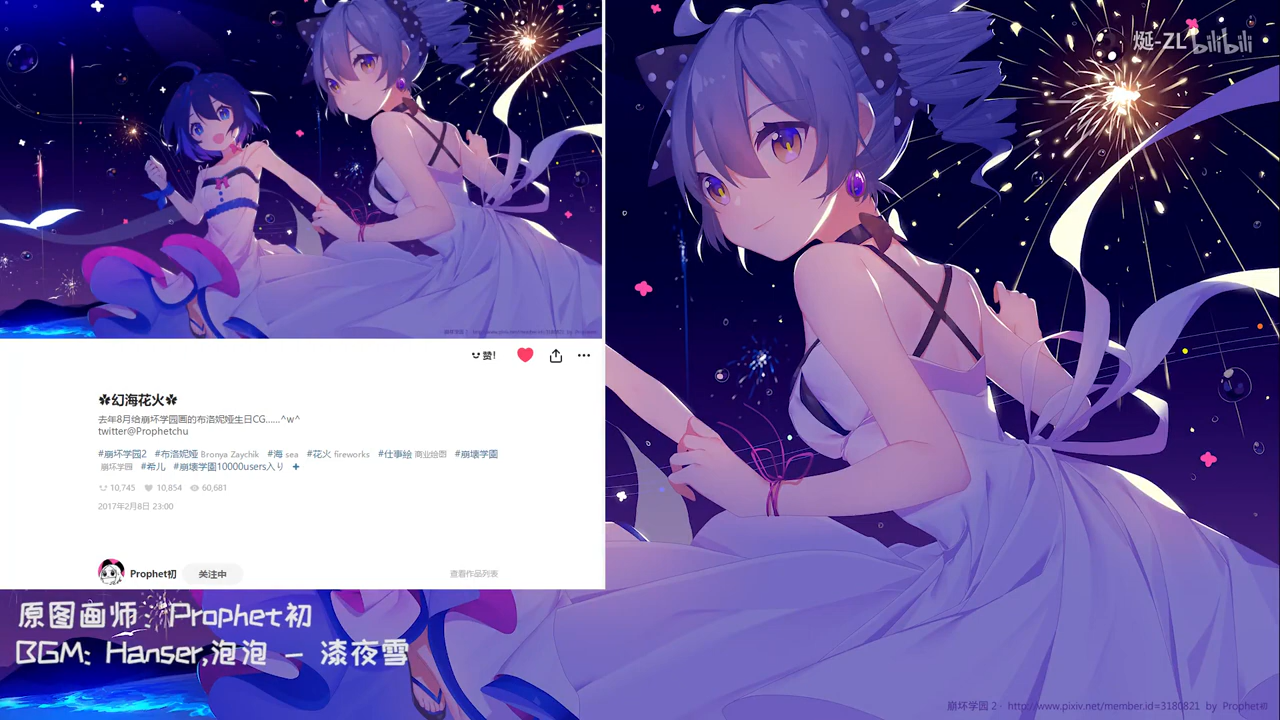 烻-ZL bilibili
赞!
✽幻海花火✽
去年8月给崩坏学园画的布洛妮娅生日CG……^w^
twitter@Prophetchu
#崩坏学园2 #布洛妮娅 Bronya Zaychik #海 sea #花火 fireworks #仕事絵 商业绘图 #崩壊学園
崩坏学园 #希儿 #崩壊学園10000users入り +
10,745 10,854 60,681
2017年2月8日 23:00
Prophet初 关注中 查看作品列表
原图画师: Prophet初
BGM: Hanser,泡泡 - 漆夜雪
崩坏学园 2 · http://www.pixiv.net/member.id=3180821 by Prophet初